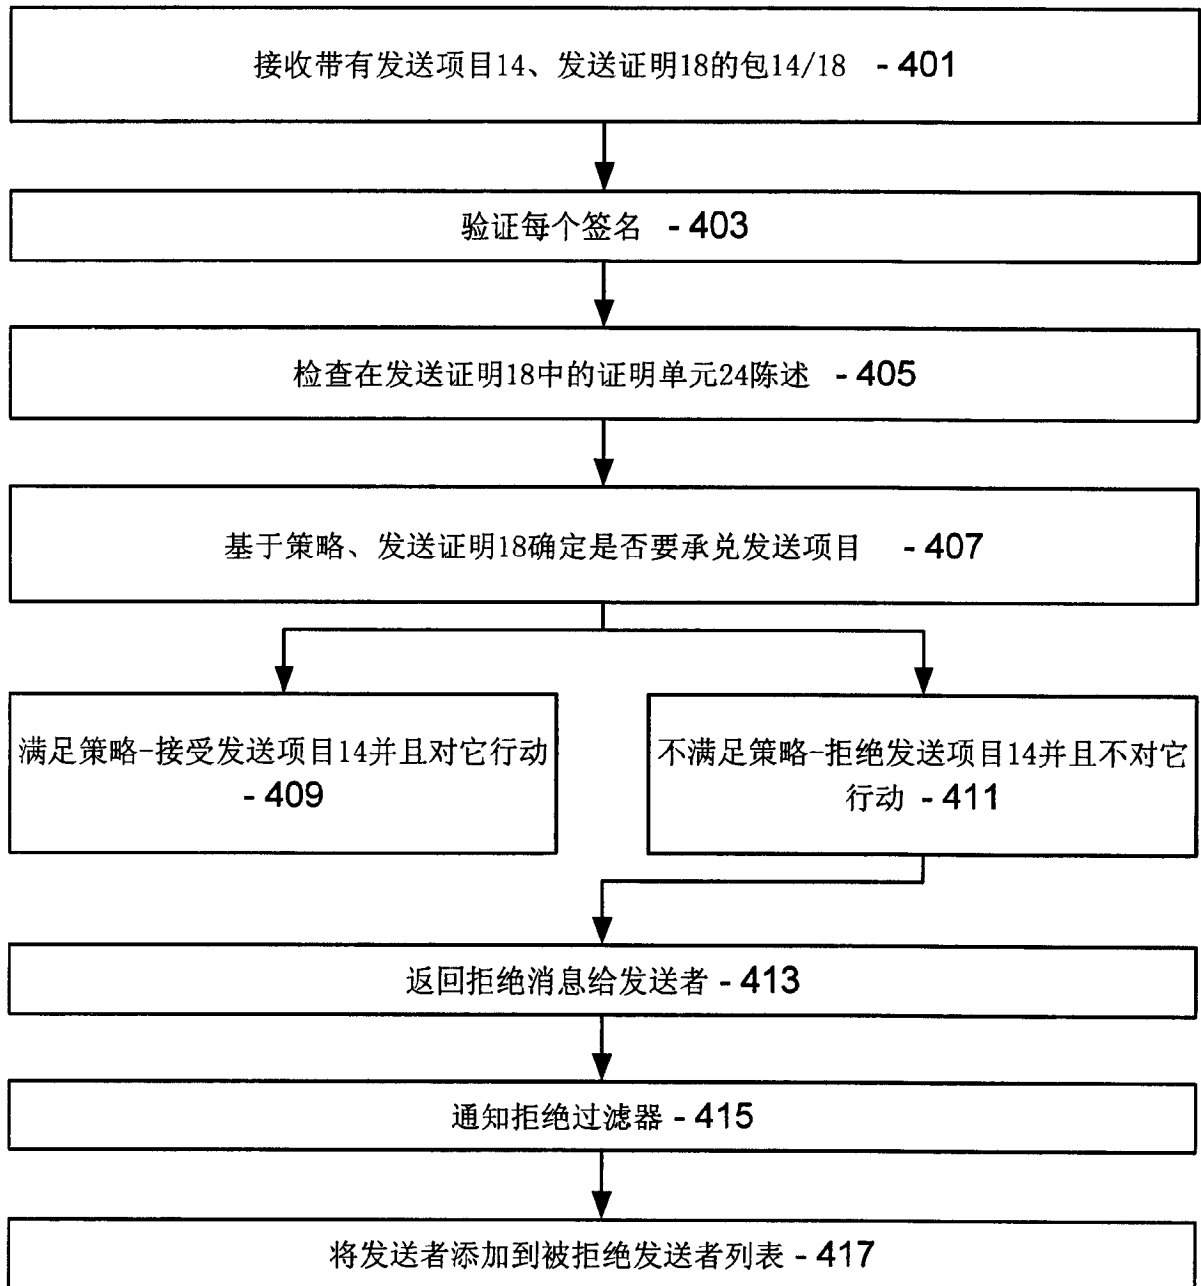 接收带有发送项目14、发送证明18的包14/18 - 401
验证每个签名 - 403
检查在发送证明18中的证明单元24陈述 - 405
基于策略、发送证明18确定是否要承兑发送项目 - 407
满足策略-接受发送项目14并且对它行动
- 409
不满足策略-拒绝发送项目14并且不对它
行动 - 411
返回拒绝消息给发送者 - 413
通知拒绝过滤器 - 415
将发送者添加到被拒绝发送者列表 - 417